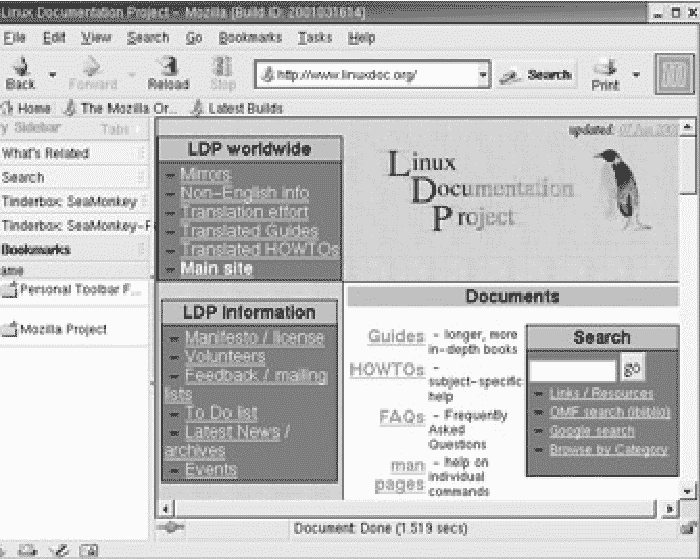 Linux Documentation Project - Mozilla {Build ID: 2001031614}
File Edit View Search Go Bookmarks Tasks Help
Back Forward Reload Stop http://www.linuxdoc.org/ Search Print
Home The Mozilla Or... Latest Builds
y Sidebar Tabs
What's Related
Search
Tinderbox: SeaMonkey
Tinderbox: SeaMonkey-P
Bookmarks
ame
Personal Toolbar F...
Mozilla Project
updated:
LDP worldwide
- Mirrors
- Non-English info
- Translation effort
- Translated Guides
- Translated HOWTOs
- Main site
Linux
Documentation
Project
LDP Information
- Manifesto / license
- Volunteers
- Feedback / mailing
lists
- To Do list
- Latest News /
archives
- Events
Documents
Guides - longer, more
in-depth books
HOWTOs -
subject-specific
help
FAQs - Frequently
Asked
Questions
man - help on
pages individual
commands
Search
go
- Links / Resources
- OMF search (ibiblio)
- Google search
- Browse by Category
Document: Done (1.519 secs)